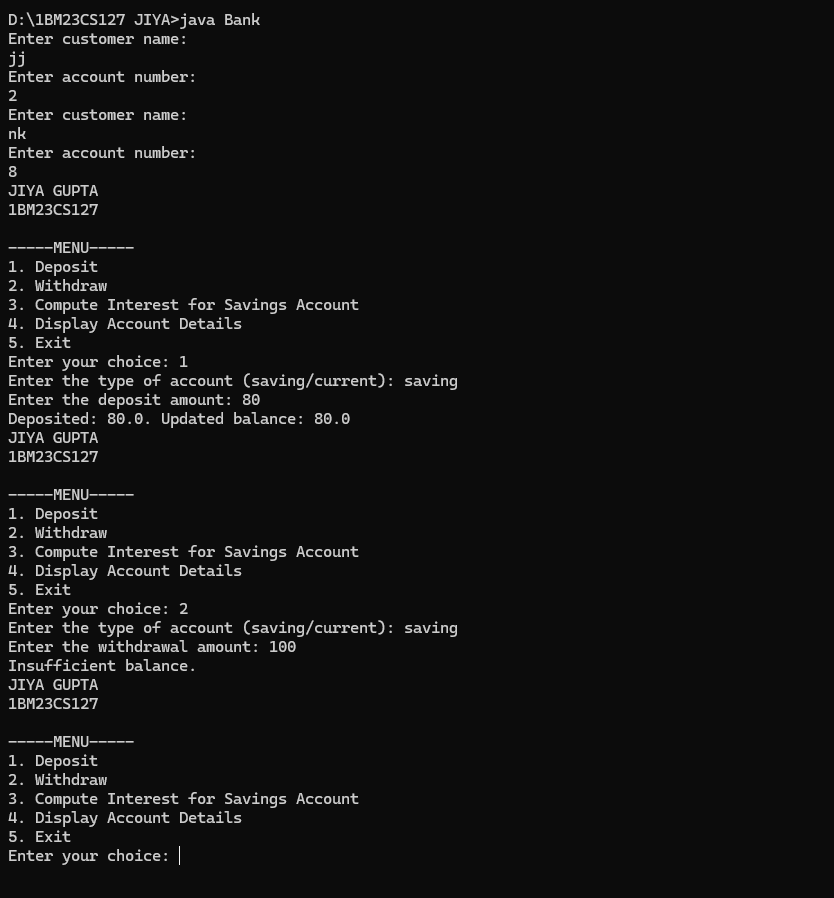 D:\1BM23CS127 JIYA>java Bank
Enter customer name:
jj
Enter account number:
2
Enter customer name:
nk
Enter account number:
8
JIYA GUPTA
1BM23CS127
-----MENU-----
1. Deposit
2. Withdraw
3. Compute Interest for Savings Account
4. Display Account Details
5. Exit
Enter your choice: 1
Enter the type of account (saving/current): saving
Enter the deposit amount: 80
Deposited: 80.0. Updated balance: 80.0
JIYA GUPTA
1BM23CS127
-----MENU-----
1. Deposit
2. Withdraw
3. Compute Interest for Savings Account
4. Display Account Details
5. Exit
Enter your choice: 2
Enter the type of account (saving/current): saving
Enter the withdrawal amount: 100
Insufficient balance.
JIYA GUPTA
1BM23CS127
-----MENU-----
1. Deposit
2. Withdraw
3. Compute Interest for Savings Account
4. Display Account Details
5. Exit
Enter your choice: